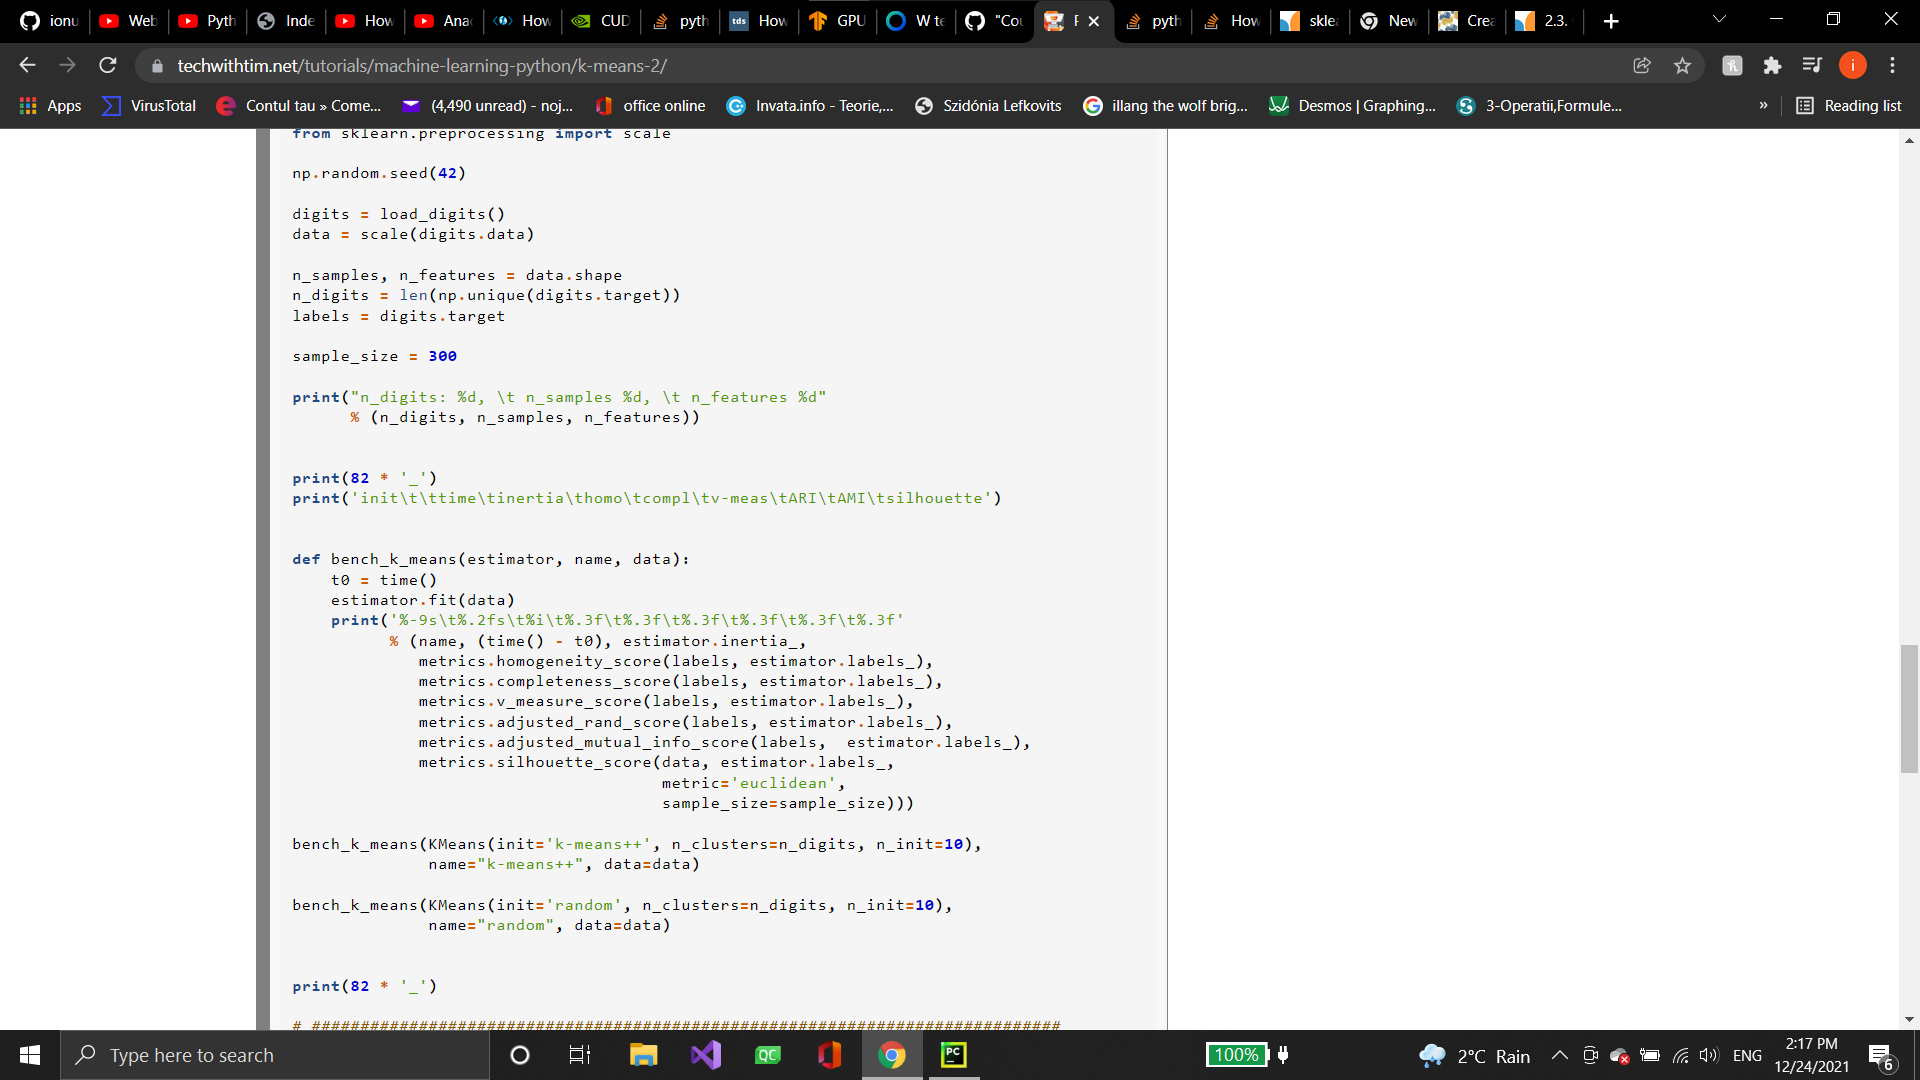 ionu
Web
Pyth
Inde
How
Anac
How
CUD
pyth
tds How
GPU
W te
"Cou
pyth
How
skle
New
Crea
2.3.
techwithtim.net/tutorials/machine-learning-python/k-means-2/
Apps VirusTotal Contul tau » Come... (4,490 unread) - noj... office online Invata.info - Teorie,... Szidónia Lefkovits illang the wolf brig... Desmos | Graphing... 3-Operatii,Formule... » Reading list
from sklearn.preprocessing import scale
np.random.seed(42)
digits = load_digits()
data = scale(digits.data)
n_samples, n_features = data.shape
n_digits = len(np.unique(digits.target))
labels = digits.target
sample_size = 300
print("n_digits: %d, \t n_samples %d, \t n_features %d"
      % (n_digits, n_samples, n_features))
print(82 * '_')
print('init\t\ttime\tinertia\thomo\tcompl\tv-meas\tARI\tAMI\tsilhouette')
def bench_k_means(estimator, name, data):
    t0 = time()
    estimator.fit(data)
    print('%-9s\t%.2fs\t%i\t%.3f\t%.3f\t%.3f\t%.3f\t%.3f\t%.3f'
          % (name, (time() - t0), estimator.inertia_,
             metrics.homogeneity_score(labels, estimator.labels_),
             metrics.completeness_score(labels, estimator.labels_),
             metrics.v_measure_score(labels, estimator.labels_),
             metrics.adjusted_rand_score(labels, estimator.labels_),
             metrics.adjusted_mutual_info_score(labels,  estimator.labels_),
             metrics.silhouette_score(data, estimator.labels_,
                                      metric='euclidean',
                                      sample_size=sample_size)))
bench_k_means(KMeans(init='k-means++', n_clusters=n_digits, n_init=10),
              name="k-means++", data=data)
bench_k_means(KMeans(init='random', n_clusters=n_digits, n_init=10),
              name="random", data=data)
print(82 * '_')
# #############################################################################
Type here to search
100%
2°C Rain
ENG
2:17 PM
12/24/2021
6